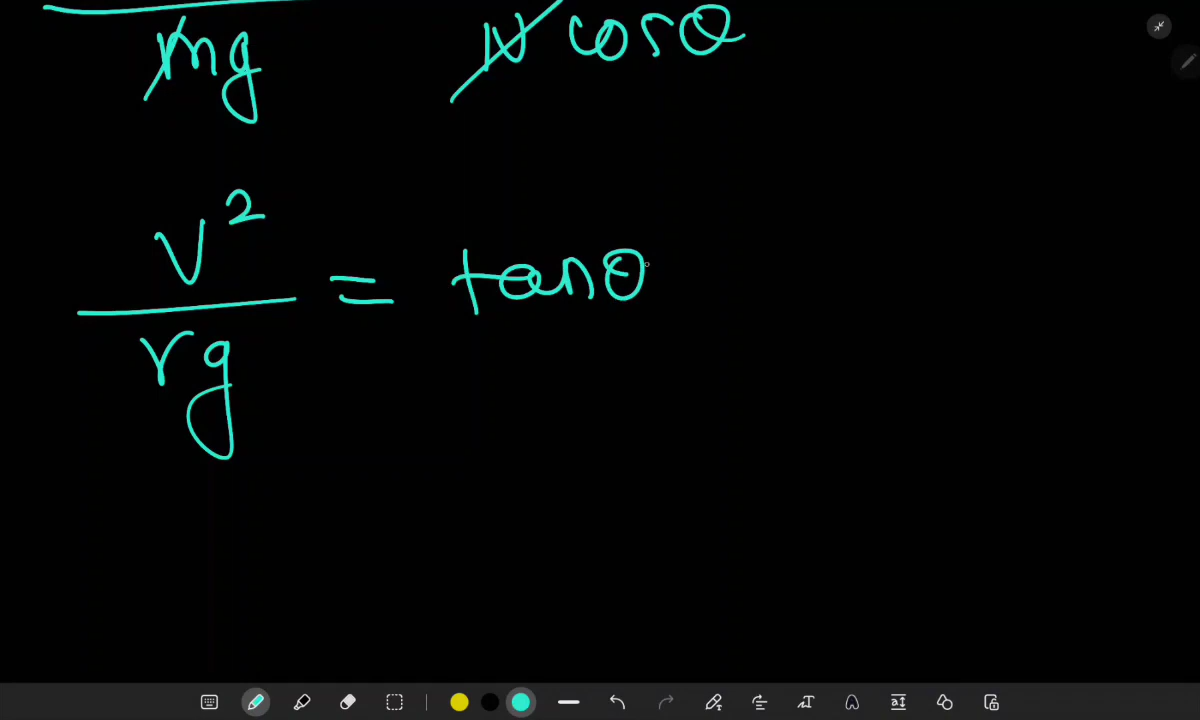 mg N cosθ
v² = tanθ
rg